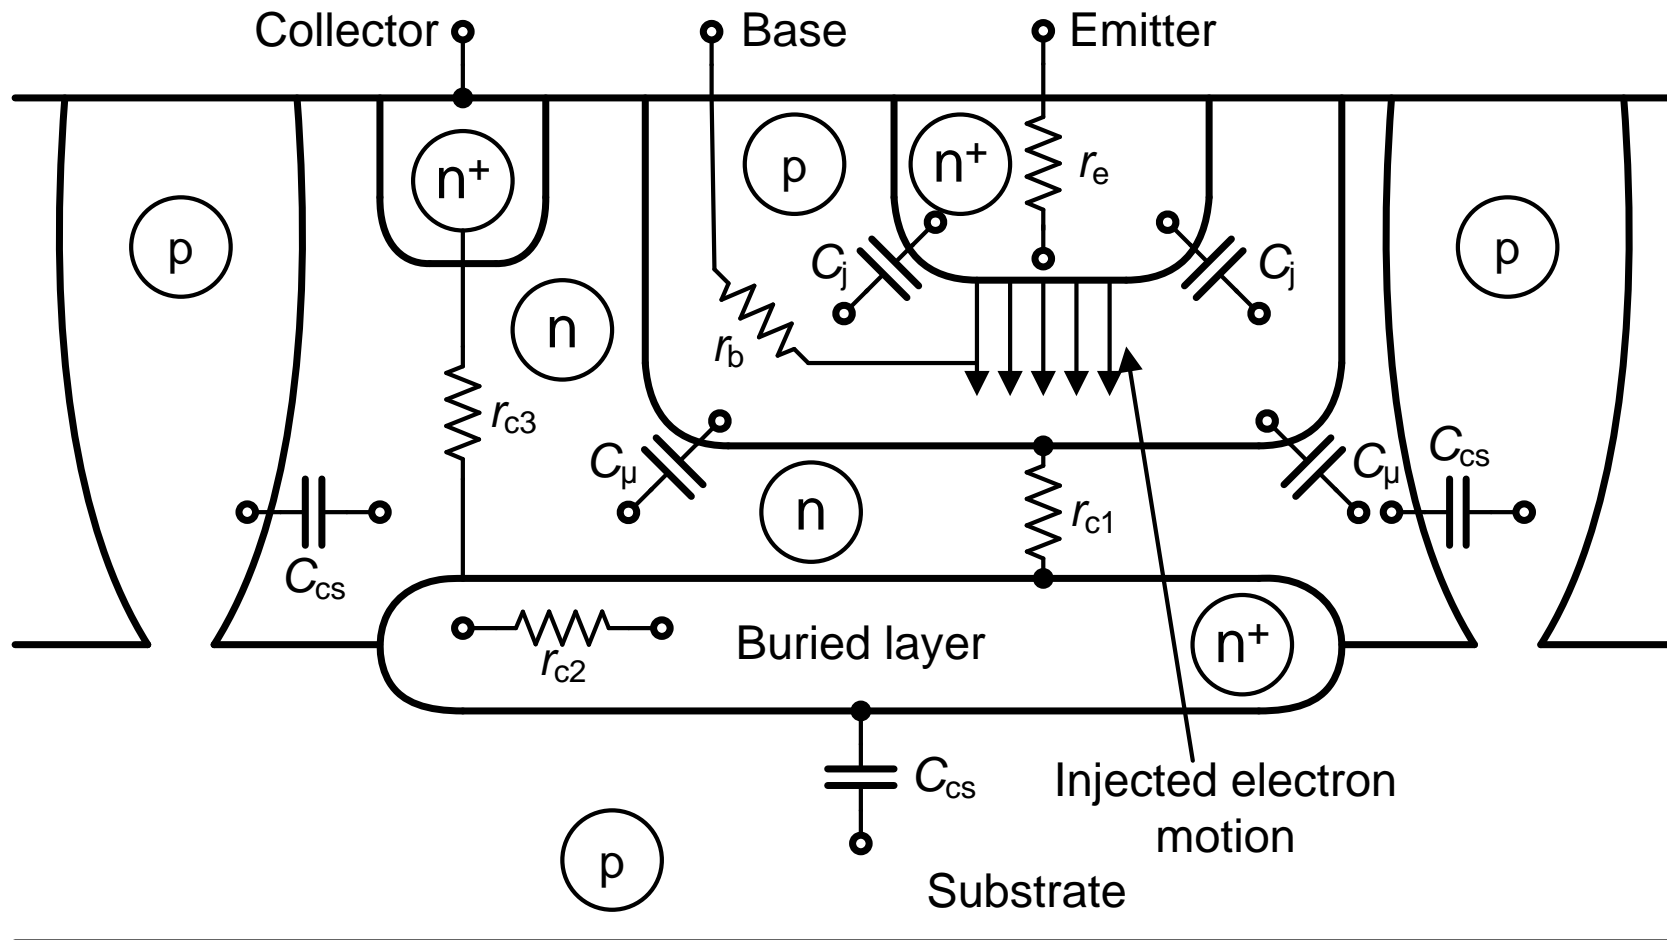 Collector
Base
Emitter
n+
p
n+
re
p
p
Cj
Cj
n
rb
rc3
Cμ
n
rc1
Cμ
Ccs
Ccs
rc2
Buried layer
n+
Ccs
Injected electron
motion
p
Substrate